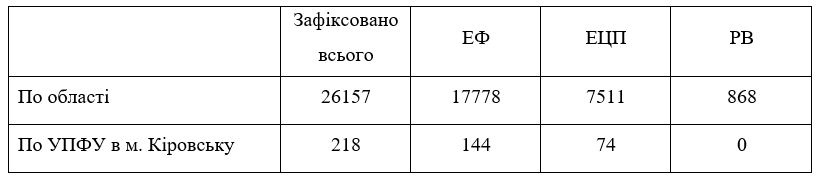 Зафіксовано всього ЕФ ЕЦП РВ
По області 26157 17778 7511 868
По УПФУ в м. Кіровську 218 144 74 0